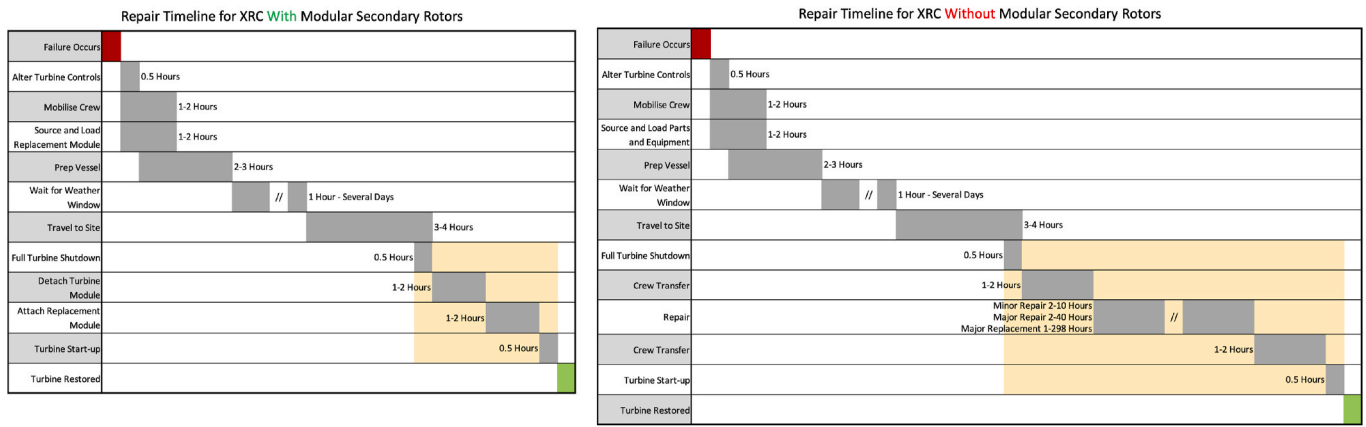 Repair Timeline for XRC With Modular Secondary Rotors
Failure Occurs
Alter Turbine Controls
0.5 Hours
Mobilise Crew
1-2 Hours
Source and Load
Replacement Module
1-2 Hours
Prep Vessel
2-3 Hours
Wait for Weather
Window
//
1 Hour - Several Days
Travel to Site
3-4 Hours
Full Turbine Shutdown
0.5 Hours
Detach Turbine
Module
1-2 Hours
Attach Replacement
Module
1-2 Hours
Turbine Start-up
0.5 Hours
Turbine Restored
Repair Timeline for XRC Without Modular Secondary Rotors
Failure Occurs
Alter Turbine Controls
0.5 Hours
Mobilise Crew
1-2 Hours
Source and Load Parts
and Equipment
1-2 Hours
Prep Vessel
2-3 Hours
Wait for Weather
Window
//
1 Hour - Several Days
Travel to Site
3-4 Hours
Full Turbine Shutdown
0.5 Hours
Crew Transfer
1-2 Hours
Repair
Minor Repair 2-10 Hours
Major Repair 2-40 Hours
Major Replacement 1-298 Hours
//
Crew Transfer
1-2 Hours
Turbine Start-up
0.5 Hours
Turbine Restored